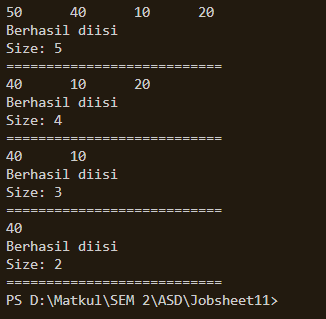 50      40      10      20
Berhasil diisi
Size: 5
===========================
40      10      20
Berhasil diisi
Size: 4
===========================
40      10
Berhasil diisi
Size: 3
===========================
40
Berhasil diisi
Size: 2
===========================
PS D:\Matkul\SEM 2\ASD\Jobsheet11>